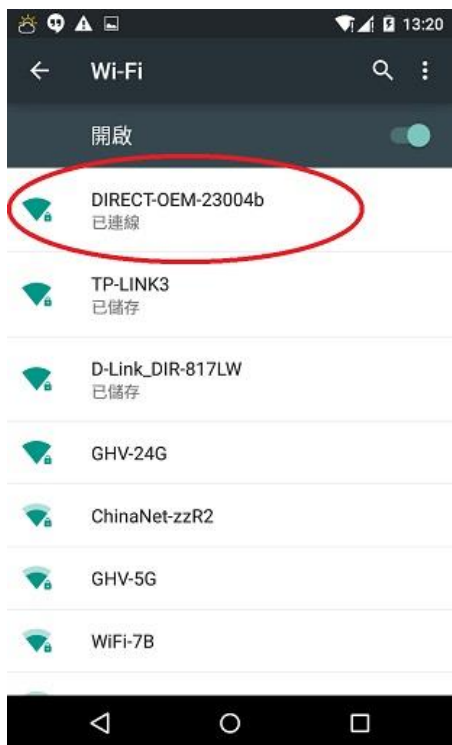 13:20
Wi-Fi
開啟
DIRECT-OEM-23004b
已連線
TP-LINK3
已儲存
D-Link_DIR-817LW
已儲存
GHV-24G
ChinaNet-zzR2
GHV-5G
WiFi-7B